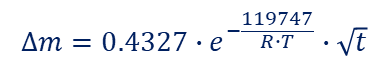 Δm = 0.4327 · e^(-119747/(R·T)) · √t